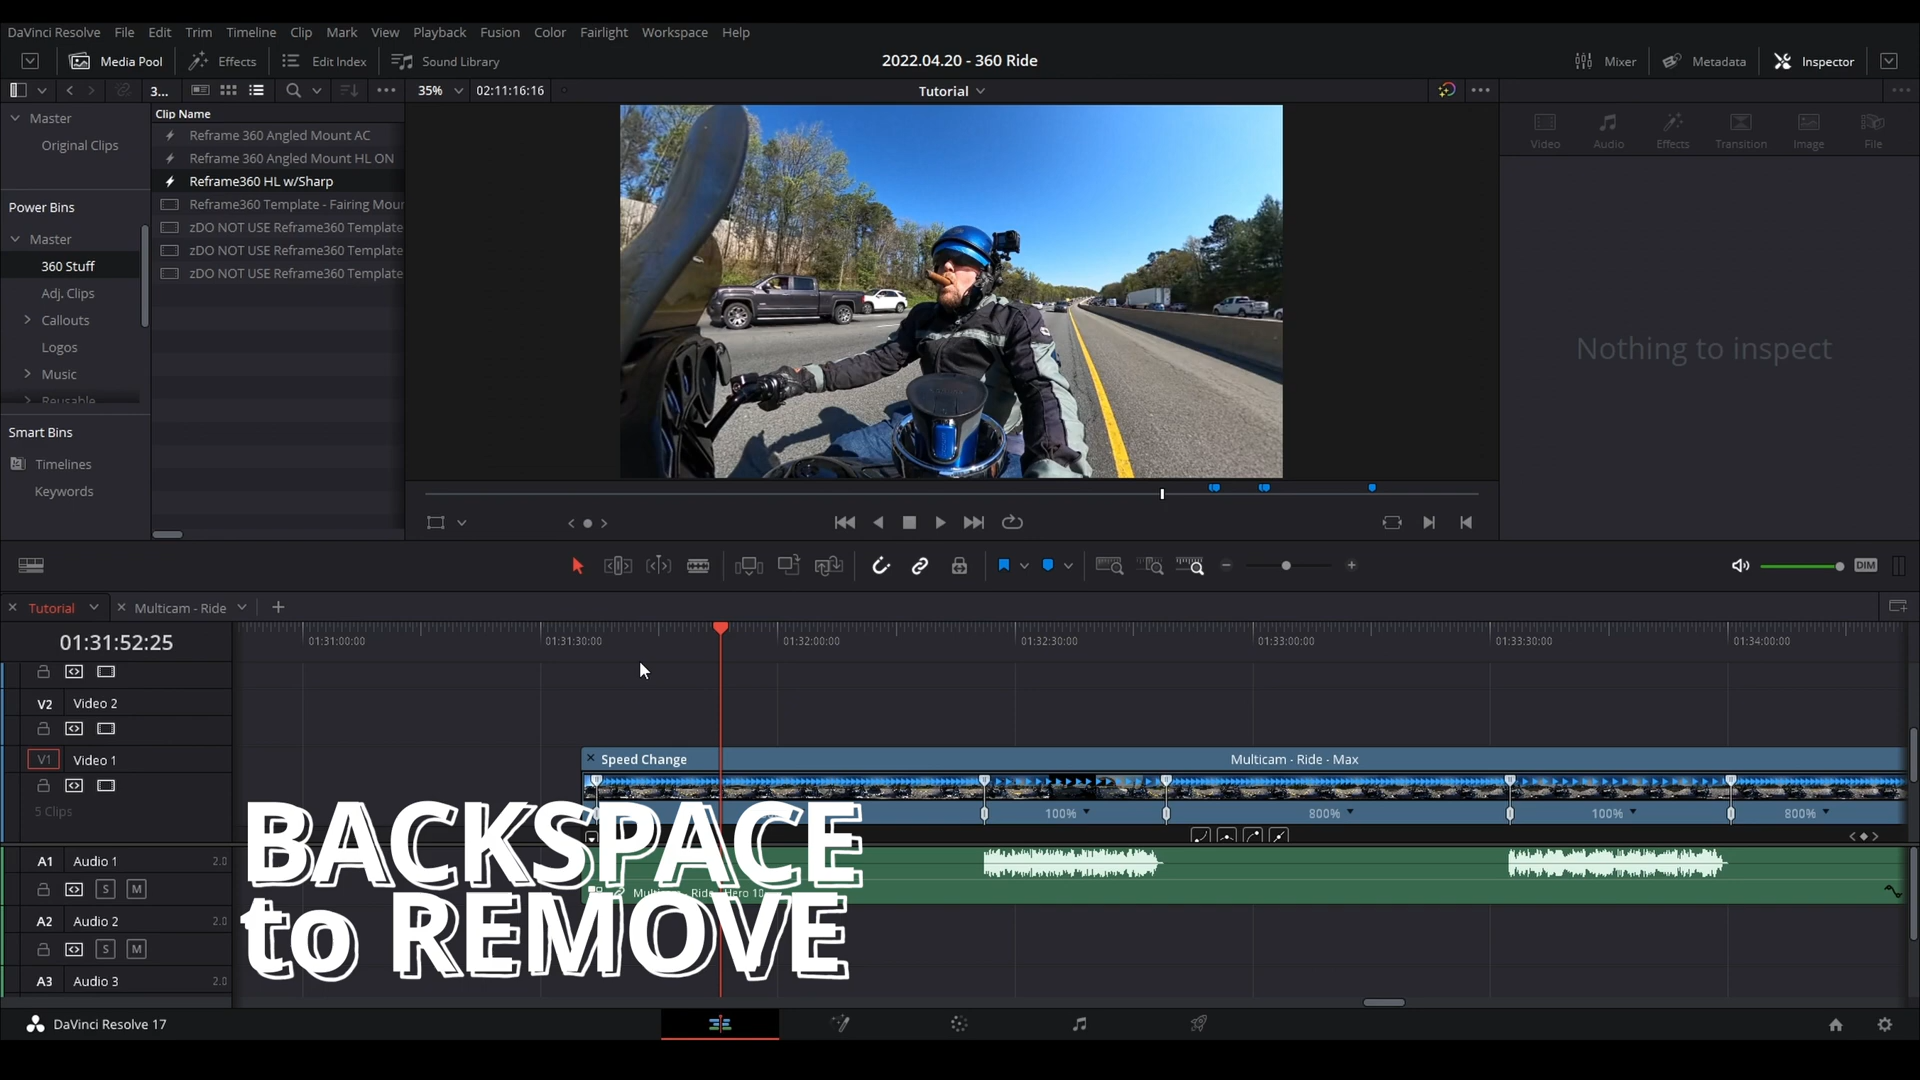 DaVinci Resolve File Edit Trim Timeline Clip Mark View Playback Fusion Color Fairlight Workspace Help
Media Pool Effects Edit Index Sound Library 2022.04.20 - 360 Ride Mixer Metadata Inspector
3... 35% 02:11:16:16 Tutorial
Clip Name
Master
Original Clips
Reframe 360 Angled Mount AC
Reframe 360 Angled Mount HL ON
Reframe360 HL w/Sharp
Reframe360 Template - Fairing Moun
zDO NOT USE Reframe360 Template
zDO NOT USE Reframe360 Template
zDO NOT USE Reframe360 Template
Power Bins
Master
360 Stuff
Adj. Clips
Callouts
Logos
Music
Reusable
Smart Bins
Timelines
Keywords
Video Audio Effects Transition Image File
Nothing to inspect
DIM
Tutorial Multicam - Ride
01:31:52:25
01:31:00:00 01:31:30:00 01:32:00:00 01:32:30:00 01:33:00:00 01:33:30:00 01:34:00:00
V2 Video 2
V1 Video 1
5 Clips
Speed Change Multicam - Ride - Max
100% 800% 100% 800%
BACKSPACE
to REMOVE
A1 Audio 1 2.0
S M
A2 Audio 2 2.0
S M
A3 Audio 3 2.0
DaVinci Resolve 17